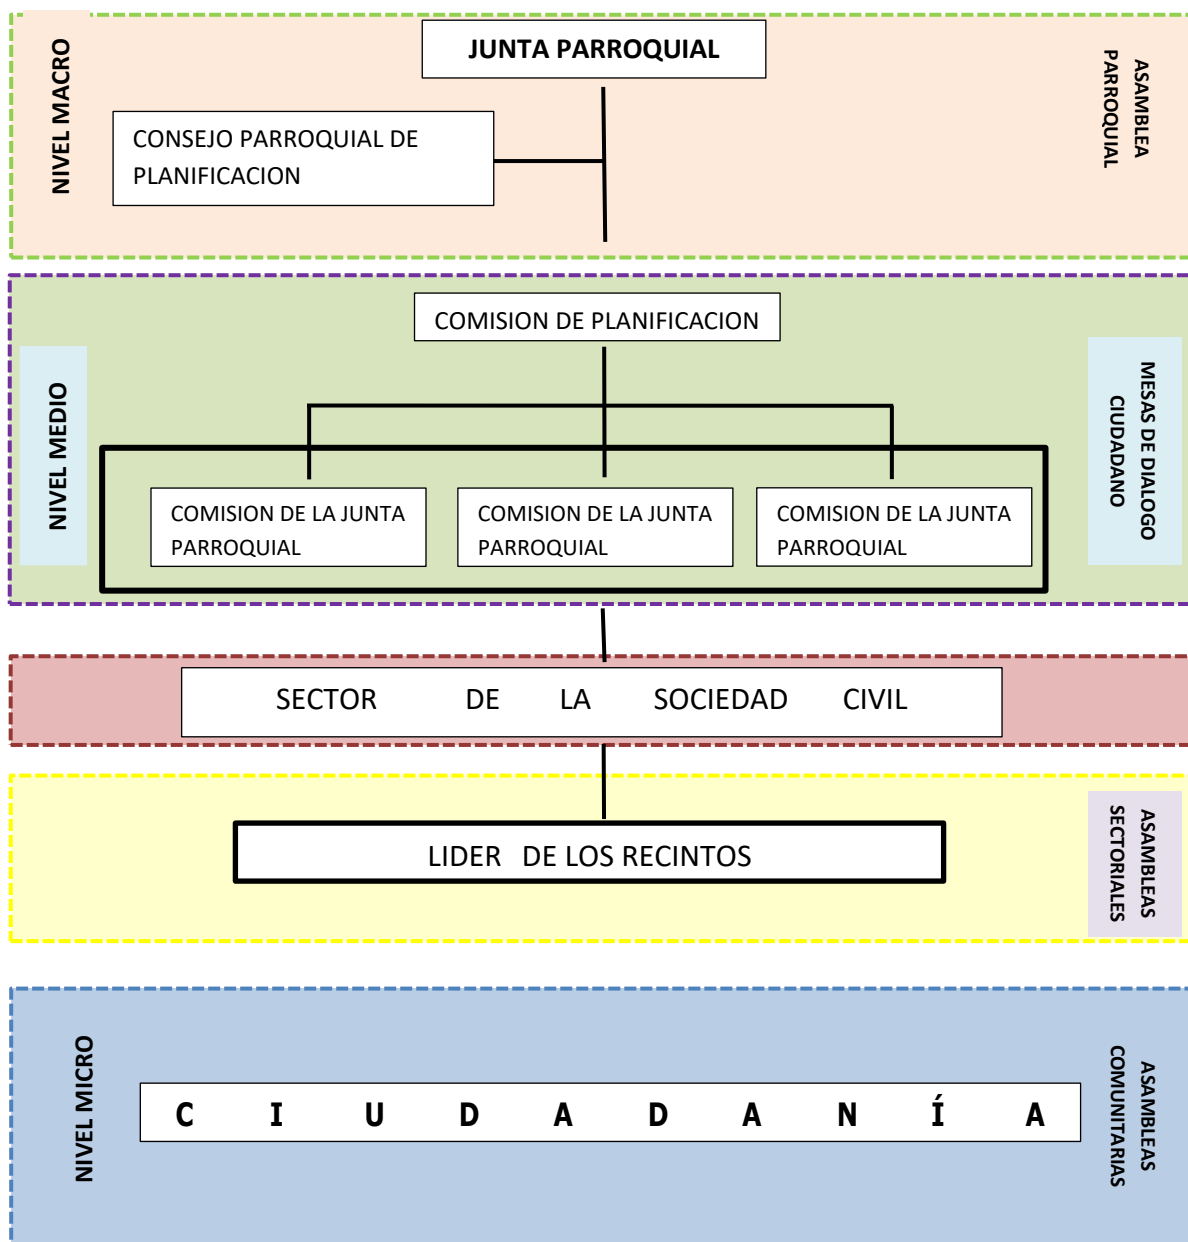 NIVEL MACRO
JUNTA PARROQUIAL
CONSEJO PARROQUIAL DE
PLANIFICACION
ASAMBLEA
PARROQUIAL
NIVEL MEDIO
COMISION DE PLANIFICACION
COMISION DE LA JUNTA
PARROQUIAL
COMISION DE LA JUNTA
PARROQUIAL
COMISION DE LA JUNTA
PARROQUIAL
MESAS DE DIALOGO
CIUDADANO
SECTOR DE LA SOCIEDAD CIVIL
LIDER DE LOS RECINTOS
ASAMBLEAS
SECTORIALES
NIVEL MICRO
C I U D A D A N Í A
ASAMBLEAS
COMUNITARIAS